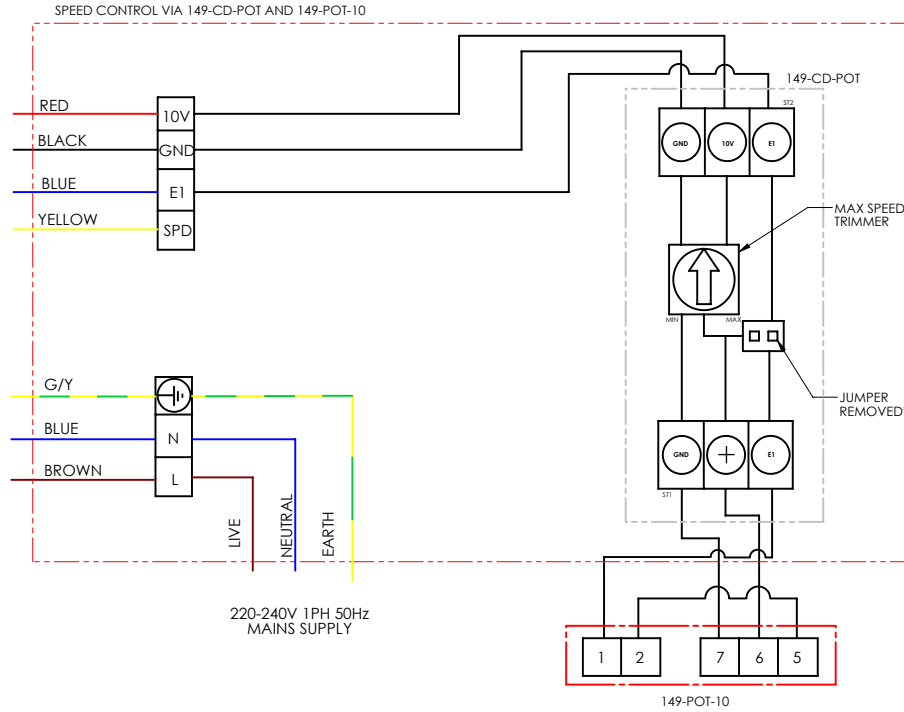 SPEED CONTROL VIA 149-CD-POT AND 149-POT-10
149-CD-POT
RED
10V
BLACK
GND
BLUE
E1
YELLOW
SPD
ST2
GND
10V
E1
MAX SPEED
TRIMMER
MIN
MAX
JUMPER
REMOVED
G/Y
BLUE
N
BROWN
L
LIVE
NEUTRAL
EARTH
220-240V 1PH 50Hz
MAINS SUPPLY
GND
+
E1
ST1
1
2
7
6
5
149-POT-10